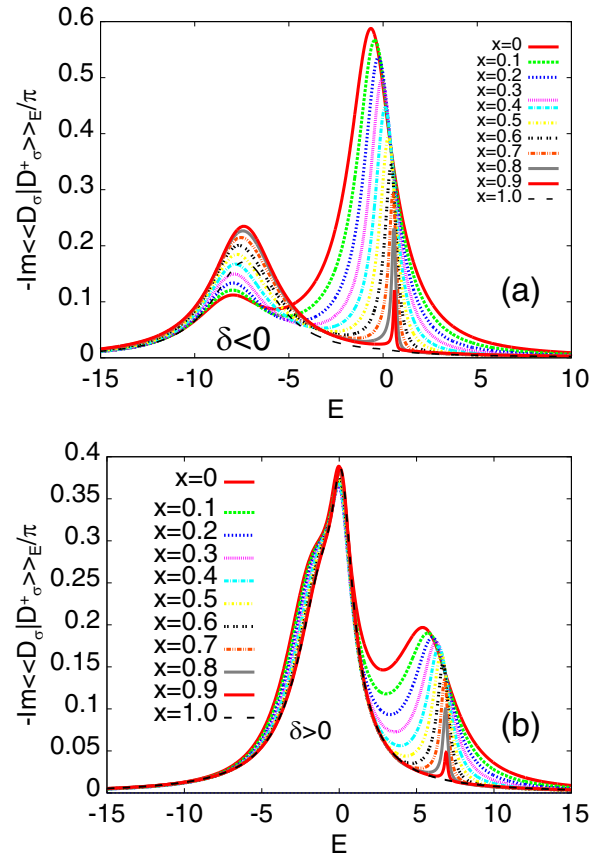 -Im<<D_σ|D⁺_σ>>_E/π
0.6
0.5
0.4
0.3
0.2
0.1
0
x=0
x=0.1
x=0.2
x=0.3
x=0.4
x=0.5
x=0.6
x=0.7
x=0.8
x=0.9
x=1.0
(a)
δ<0
-15 -10 -5 0 5 10
E
-Im<<D_σ|D⁺_σ>>_E/π
0.4
0.35
0.3
0.25
0.2
0.15
0.1
0.05
0
x=0
x=0.1
x=0.2
x=0.3
x=0.4
x=0.5
x=0.6
x=0.7
x=0.8
x=0.9
x=1.0
(b)
δ>0
-15 -10 -5 0 5 10 15
E